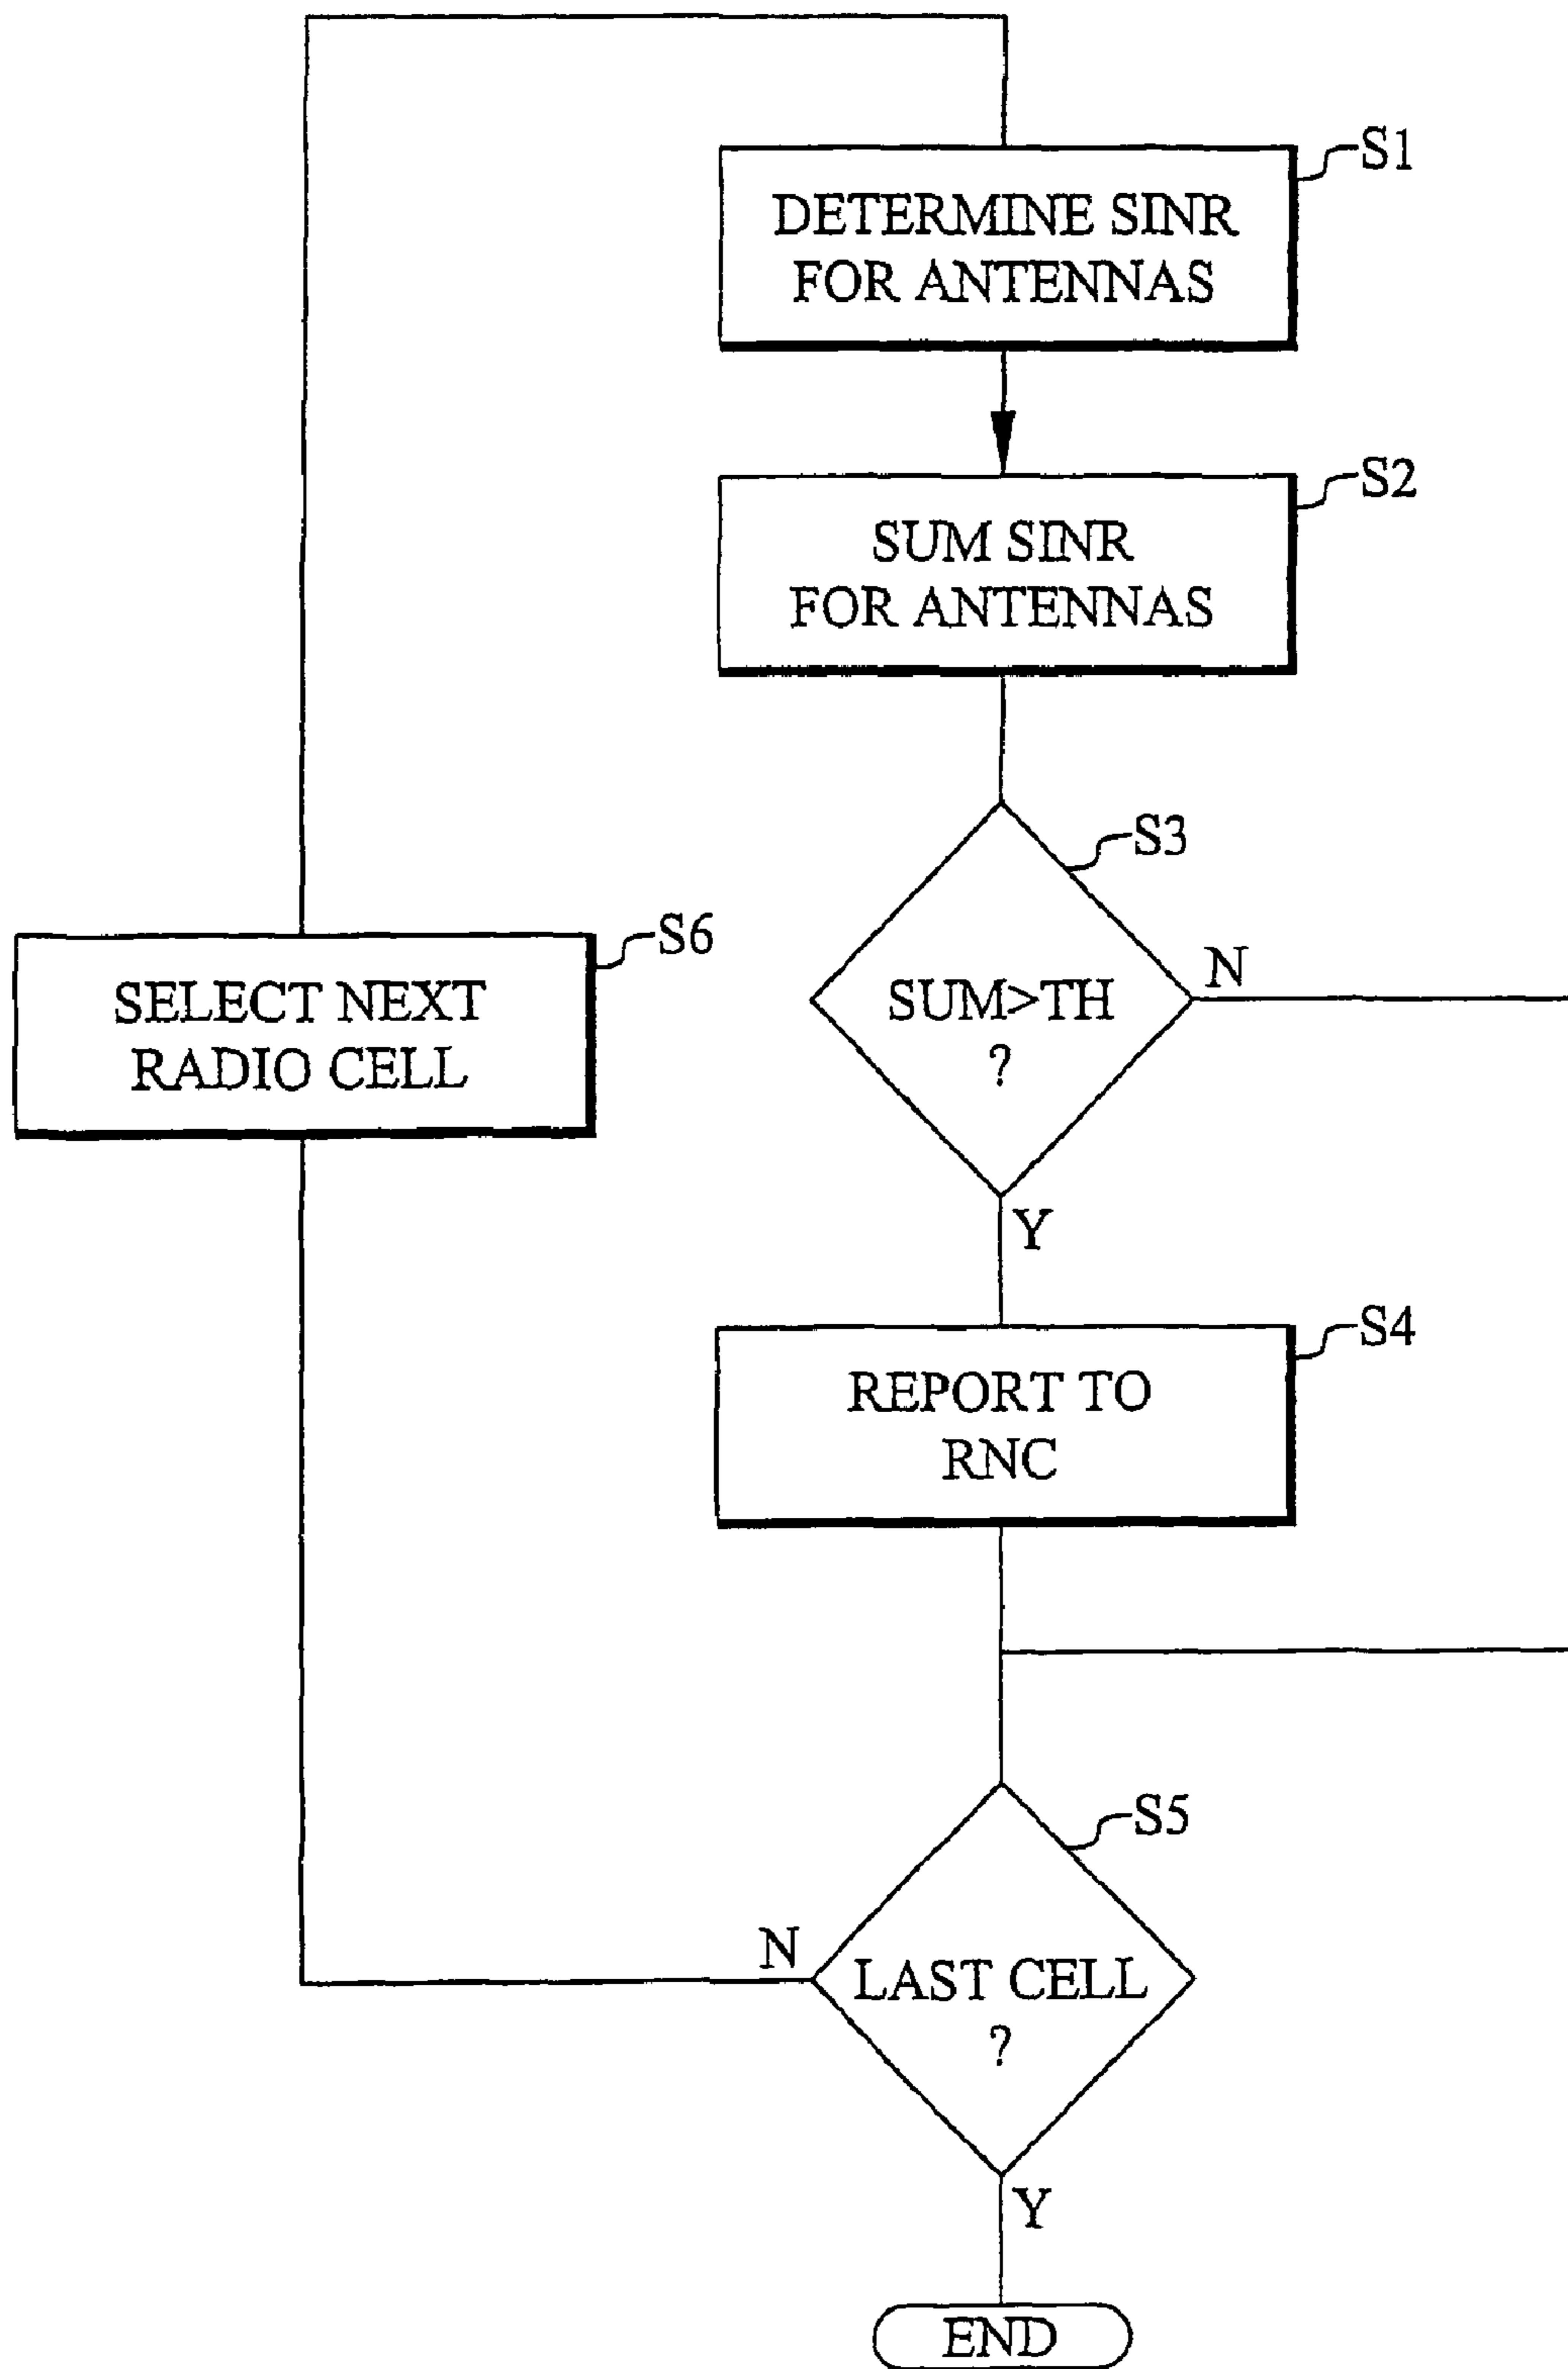 S1
DETERMINE SINR
FOR ANTENNAS
S2
SUM SINR
FOR ANTENNAS
S3
SUM>TH
?
N
Y
S6
SELECT NEXT
RADIO CELL
S4
REPORT TO
RNC
S5
LAST CELL
?
N
Y
END